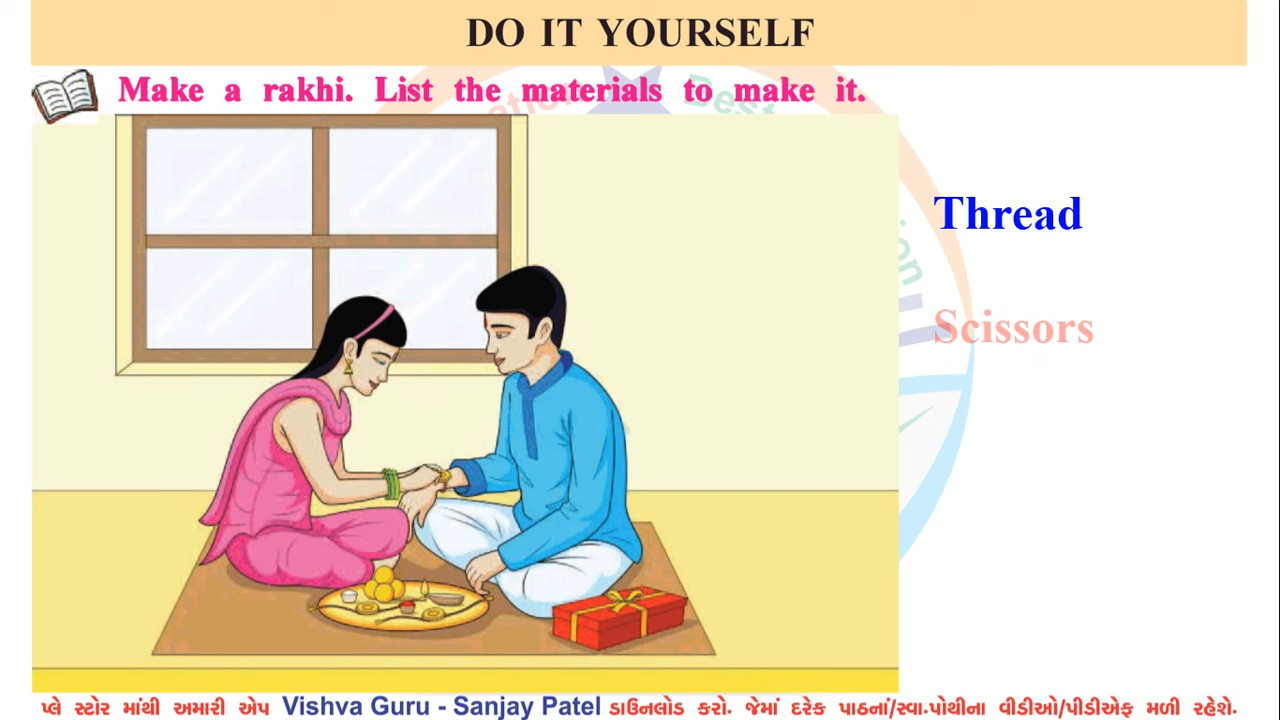 DO IT YOURSELF
Make a rakhi. List the materials to make it.
Thread
Scissors
પ્લે સ્ટોર માંથી અમારી એપ Vishva Guru - Sanjay Patel ડાઉનલોડ કરો. જેમાં દરેક પાઠનાં/સ્વા.પોથીના વીડીઓ/પીડીએફ મળી રહેશે.